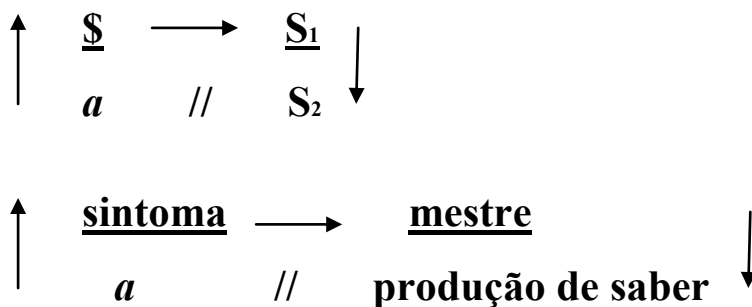 $ S₁
a // S₂
sintoma mestre
a // produção de saber